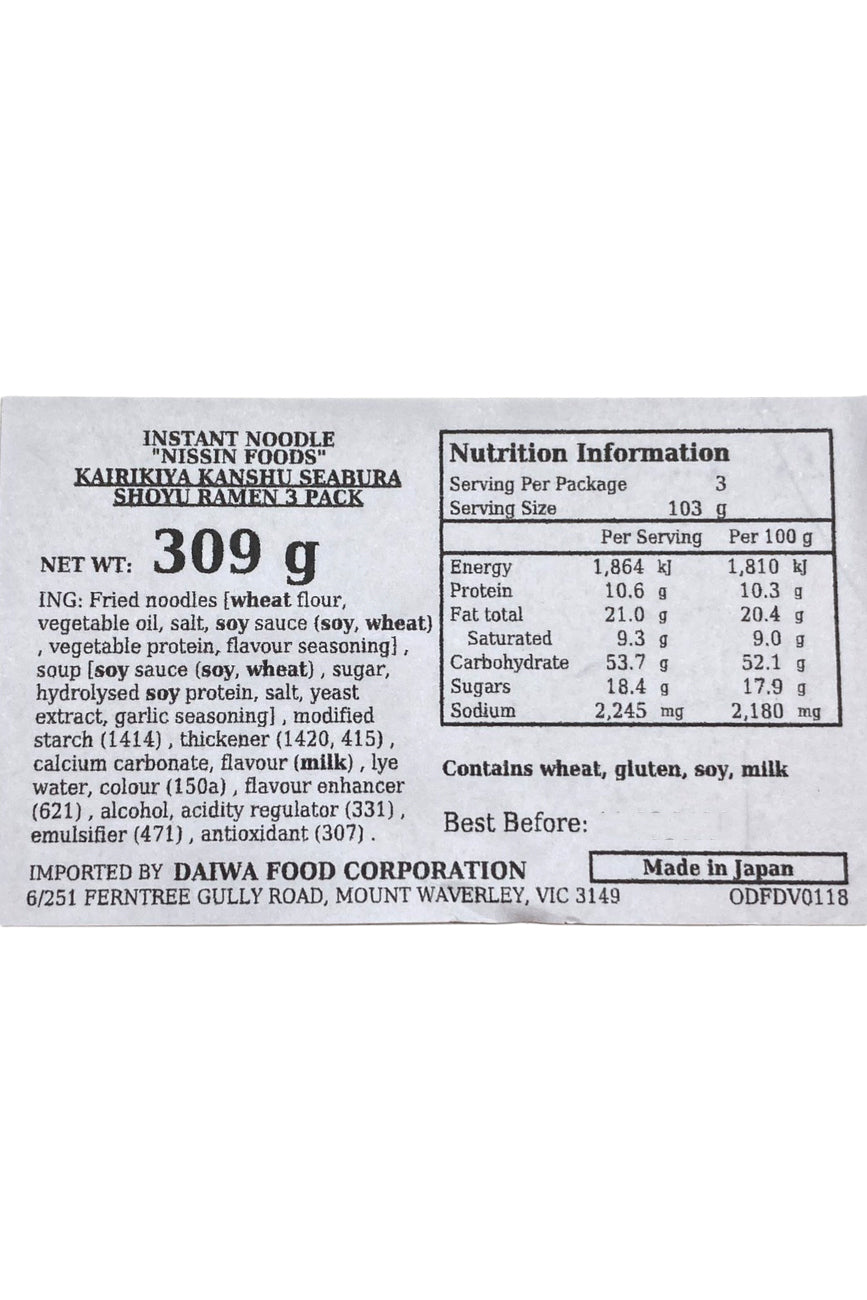 INSTANT NOODLE
"NISSIN FOODS"
KAIRIKIYA KANSHU SEABURA
SHOYU RAMEN 3 PACK
NET WT: 309 g
ING: Fried noodles [wheat flour,
vegetable oil, salt, soy sauce (soy, wheat)
, vegetable protein, flavour seasoning] ,
soup [soy sauce (soy, wheat) , sugar,
hydrolysed soy protein, salt, yeast
extract, garlic seasoning] , modified
starch (1414) , thickener (1420, 415) ,
calcium carbonate, flavour (milk) , lye
water, colour (150a) , flavour enhancer
(621) , alcohol, acidity regulator (331) ,
emulsifier (471) , antioxidant (307) .
Nutrition Information
Serving Per Package 3
Serving Size 103 g
Per Serving Per 100 g
Energy 1,864 kJ 1,810 kJ
Protein 10.6 g 10.3 g
Fat total 21.0 g 20.4 g
Saturated 9.3 g 9.0 g
Carbohydrate 53.7 g 52.1 g
Sugars 18.4 g 17.9 g
Sodium 2,245 mg 2,180 mg
Contains wheat, gluten, soy, milk
Best Before:
Made in Japan
IMPORTED BY DAIWA FOOD CORPORATION
6/251 FERNTREE GULLY ROAD, MOUNT WAVERLEY, VIC 3149
ODFDV0118